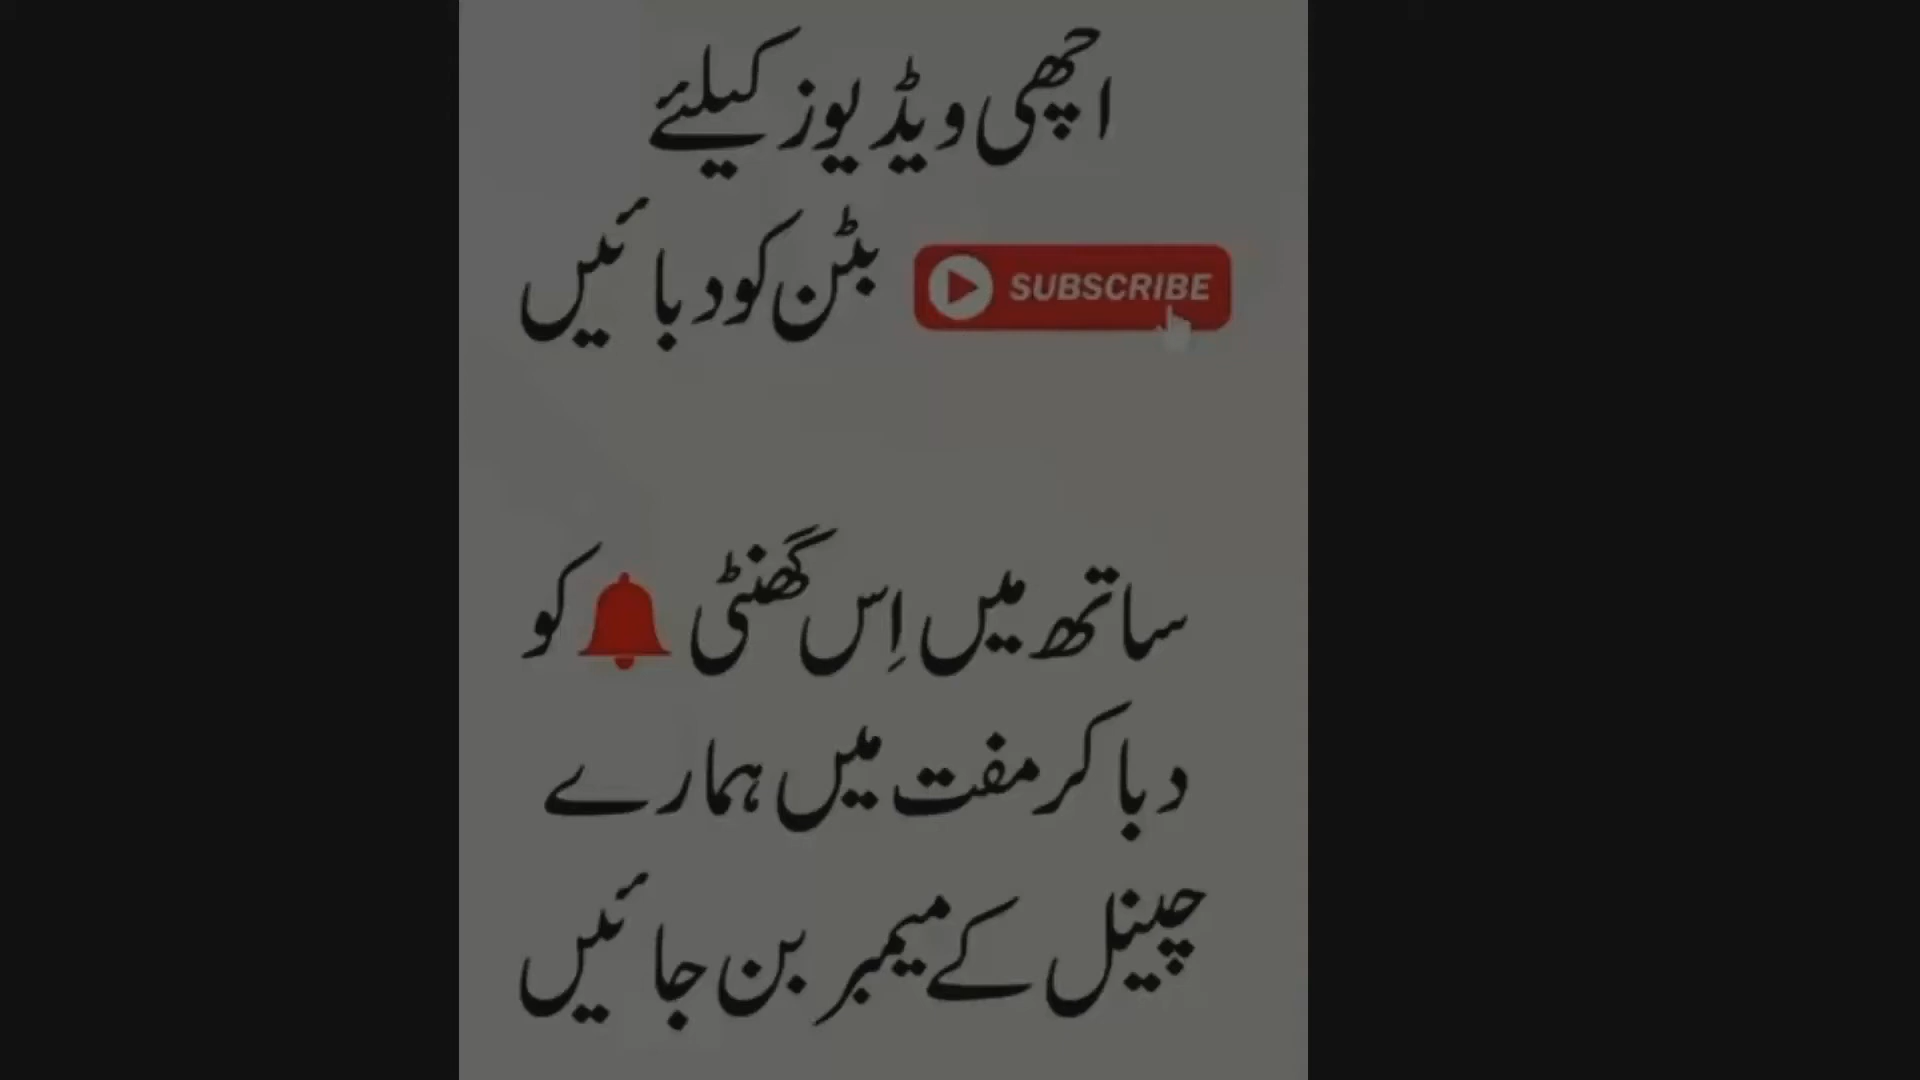 اچھی ویڈیوز کیلئے
SUBSCRIBE بٹن کو دبائیں
ساتھ میں اِس گھنٹی کو
دبا کر مفت میں ہمارے
چینل کے میمبر بن جائیں